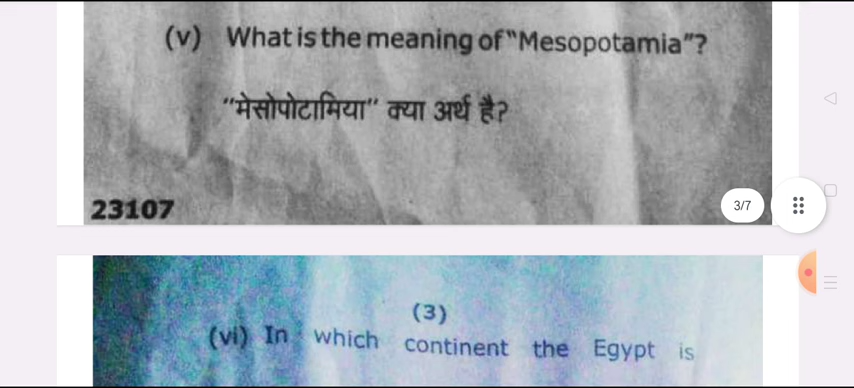 (v) What is the meaning of "Mesopotamia"?
"मेसोपोटामिया" क्या अर्थ है?
23107
3/7
(3)
(vi) In which continent the Egypt is